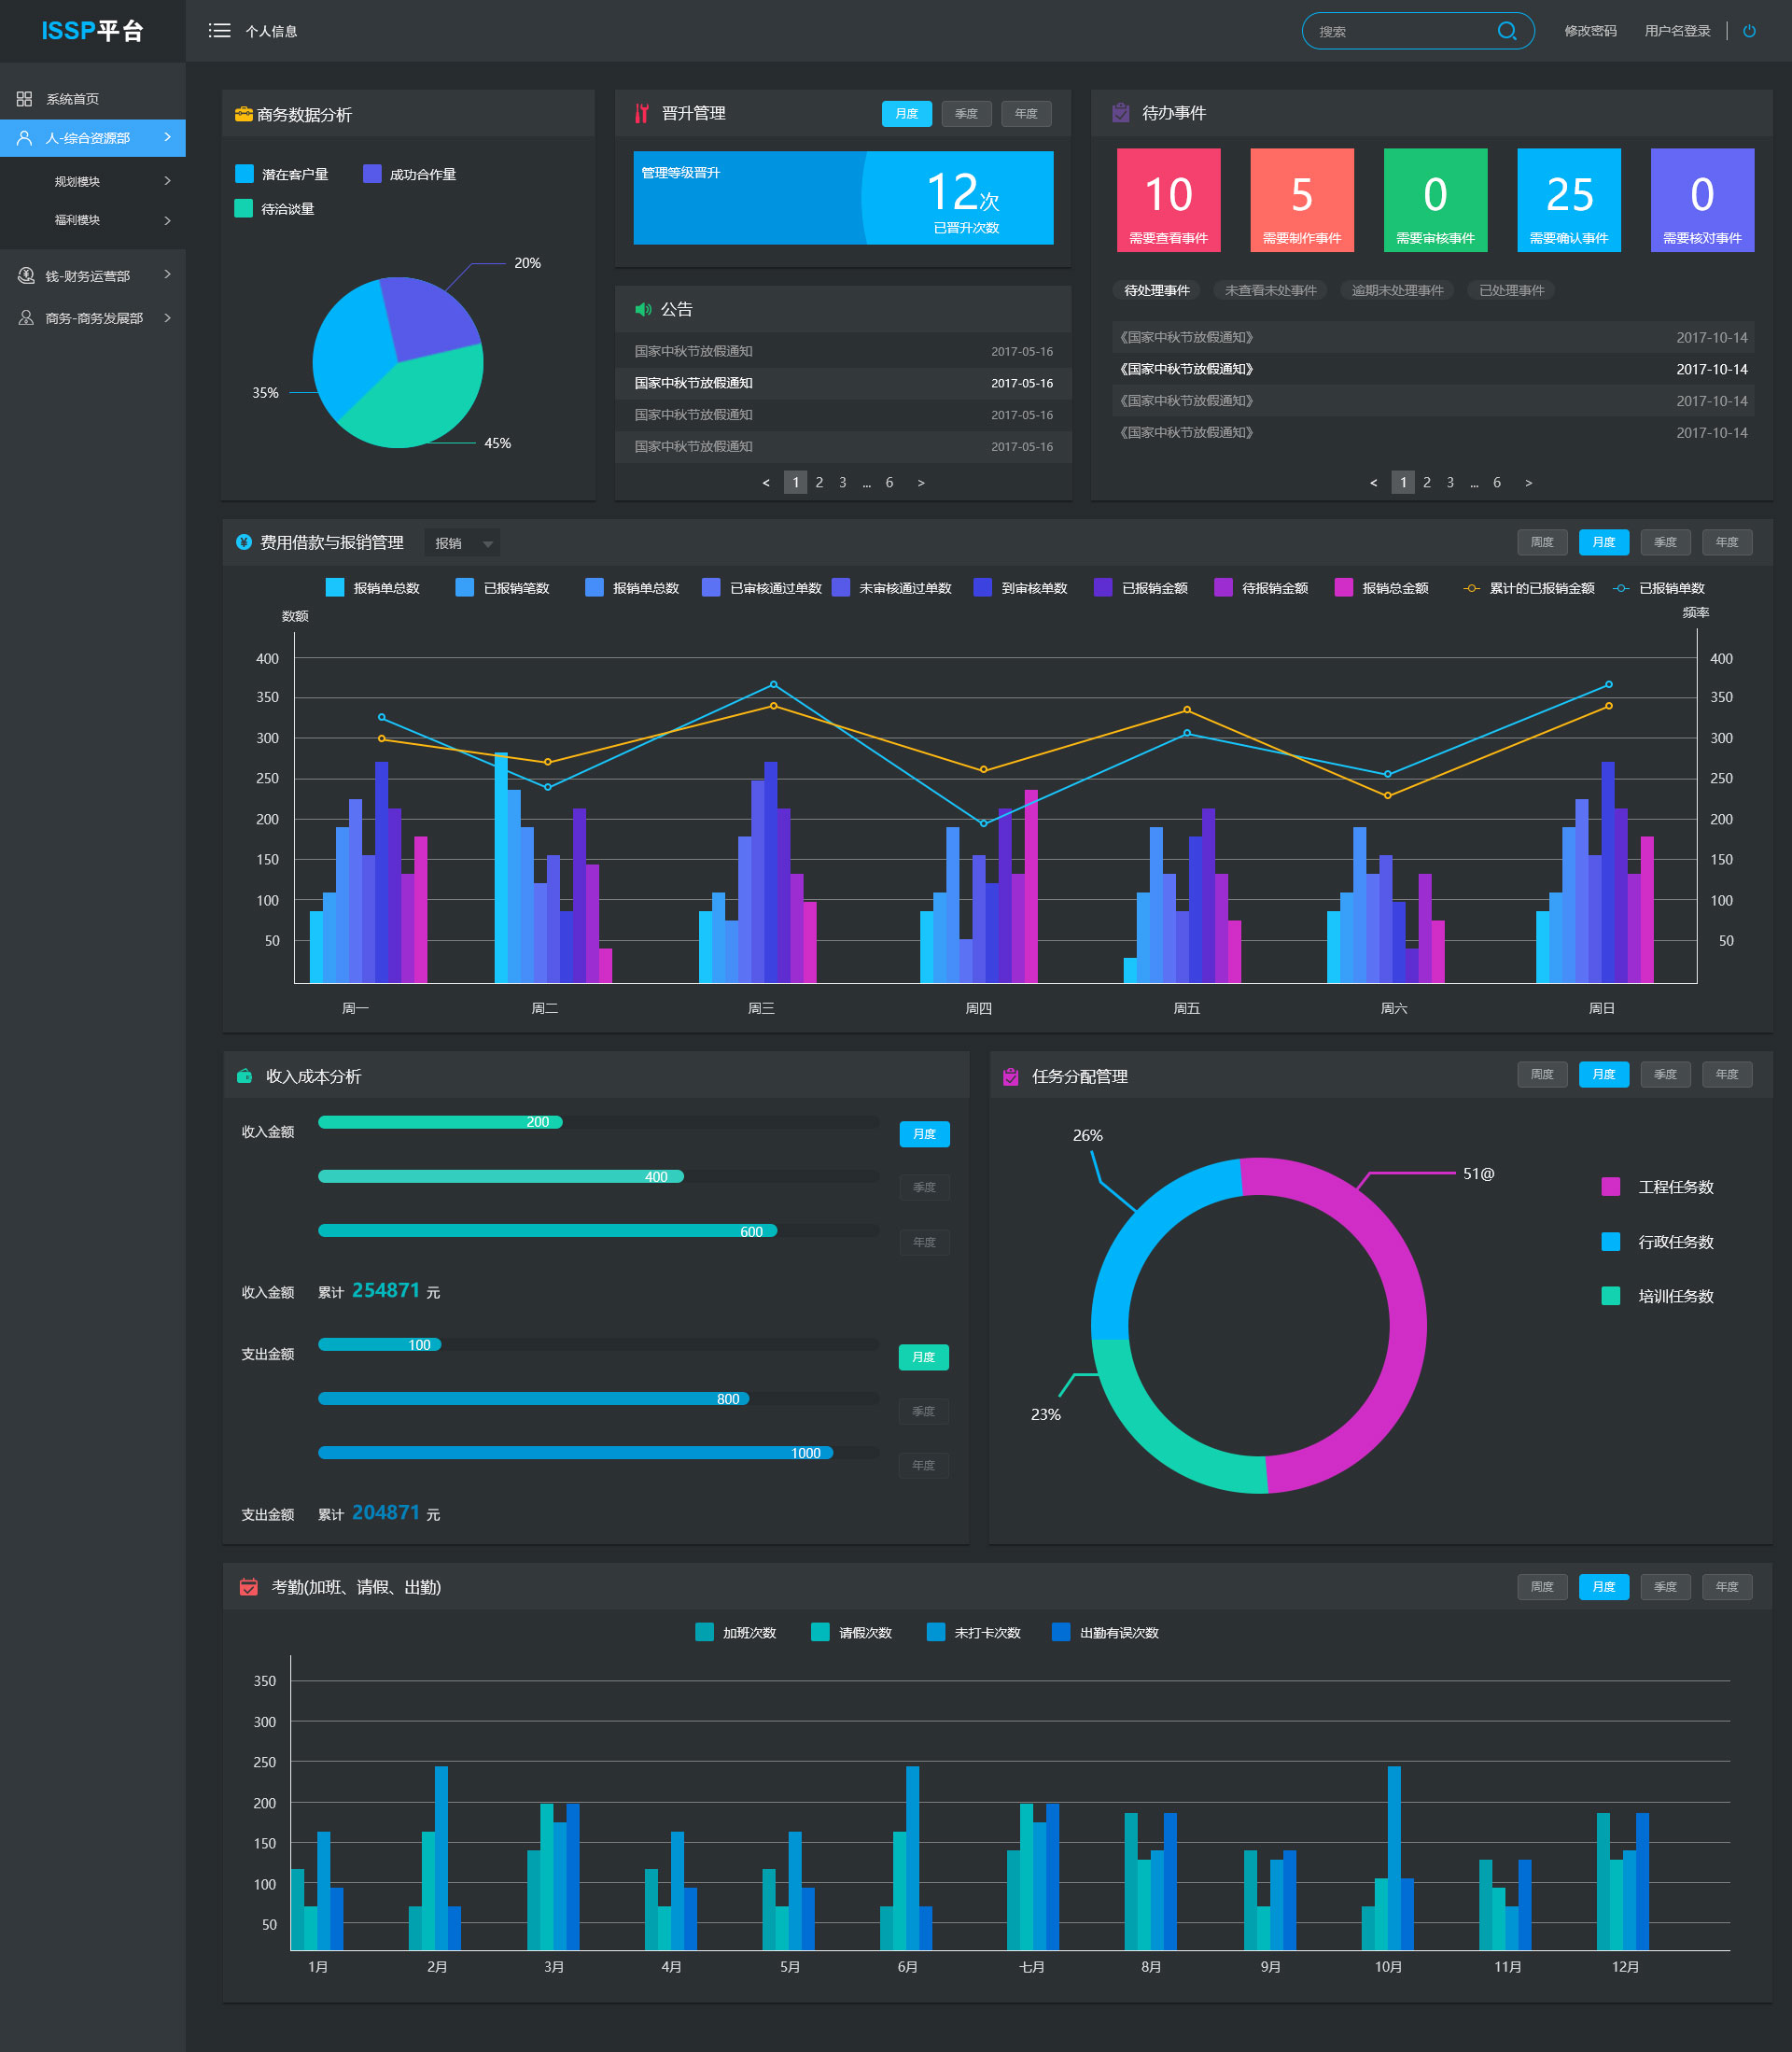 ISSP平台
个人信息
搜索
修改密码
用户名登录
系统首页
人-综合资源部
规划模块
福利模块
钱-财务运营部
商务-商务发展部
商务数据分析
潜在客户量 成功合作量
待洽谈量
20%
35%
45%
晋升管理
月度 季度 年度
管理等级晋升
12次
已晋升次数
公告
国家中秋节放假通知 2017-05-16
国家中秋节放假通知 2017-05-16
国家中秋节放假通知 2017-05-16
国家中秋节放假通知 2017-05-16
< 1 2 3 ... 6 >
待办事件
10 5 0 25 0
需要查看事件 需要制作事件 需要审核事件 需要确认事件 需要核对事件
待处理事件 未查看未处事件 逾期未处理事件 已处理事件
《国家中秋节放假通知》 2017-10-14
《国家中秋节放假通知》 2017-10-14
《国家中秋节放假通知》 2017-10-14
《国家中秋节放假通知》 2017-10-14
< 1 2 3 ... 6 >
费用借款与报销管理 报销
周度 月度 季度 年度
报销单总数 已报销笔数 报销单总数 已审核通过单数 未审核通过单数 到审核单数 已报销金额 待报销金额 报销总金额 累计的已报销金额 已报销单数
数额 频率
400 400
350 350
300 300
250 250
200 200
150 150
100 100
50 50
周一 周二 周三 周四 周五 周六 周日
收入成本分析
收入金额 200 月度
400 季度
600 年度
收入金额 累计 254871 元
支出金额 100 月度
800 季度
1000 年度
支出金额 累计 204871 元
任务分配管理
周度 月度 季度 年度
26%
51@
23%
工程任务数
行政任务数
培训任务数
考勤(加班、请假、出勤)
周度 月度 季度 年度
加班次数 请假次数 未打卡次数 出勤有误次数
350
300
250
200
150
100
50
1月 2月 3月 4月 5月 6月 七月 8月 9月 10月 11月 12月